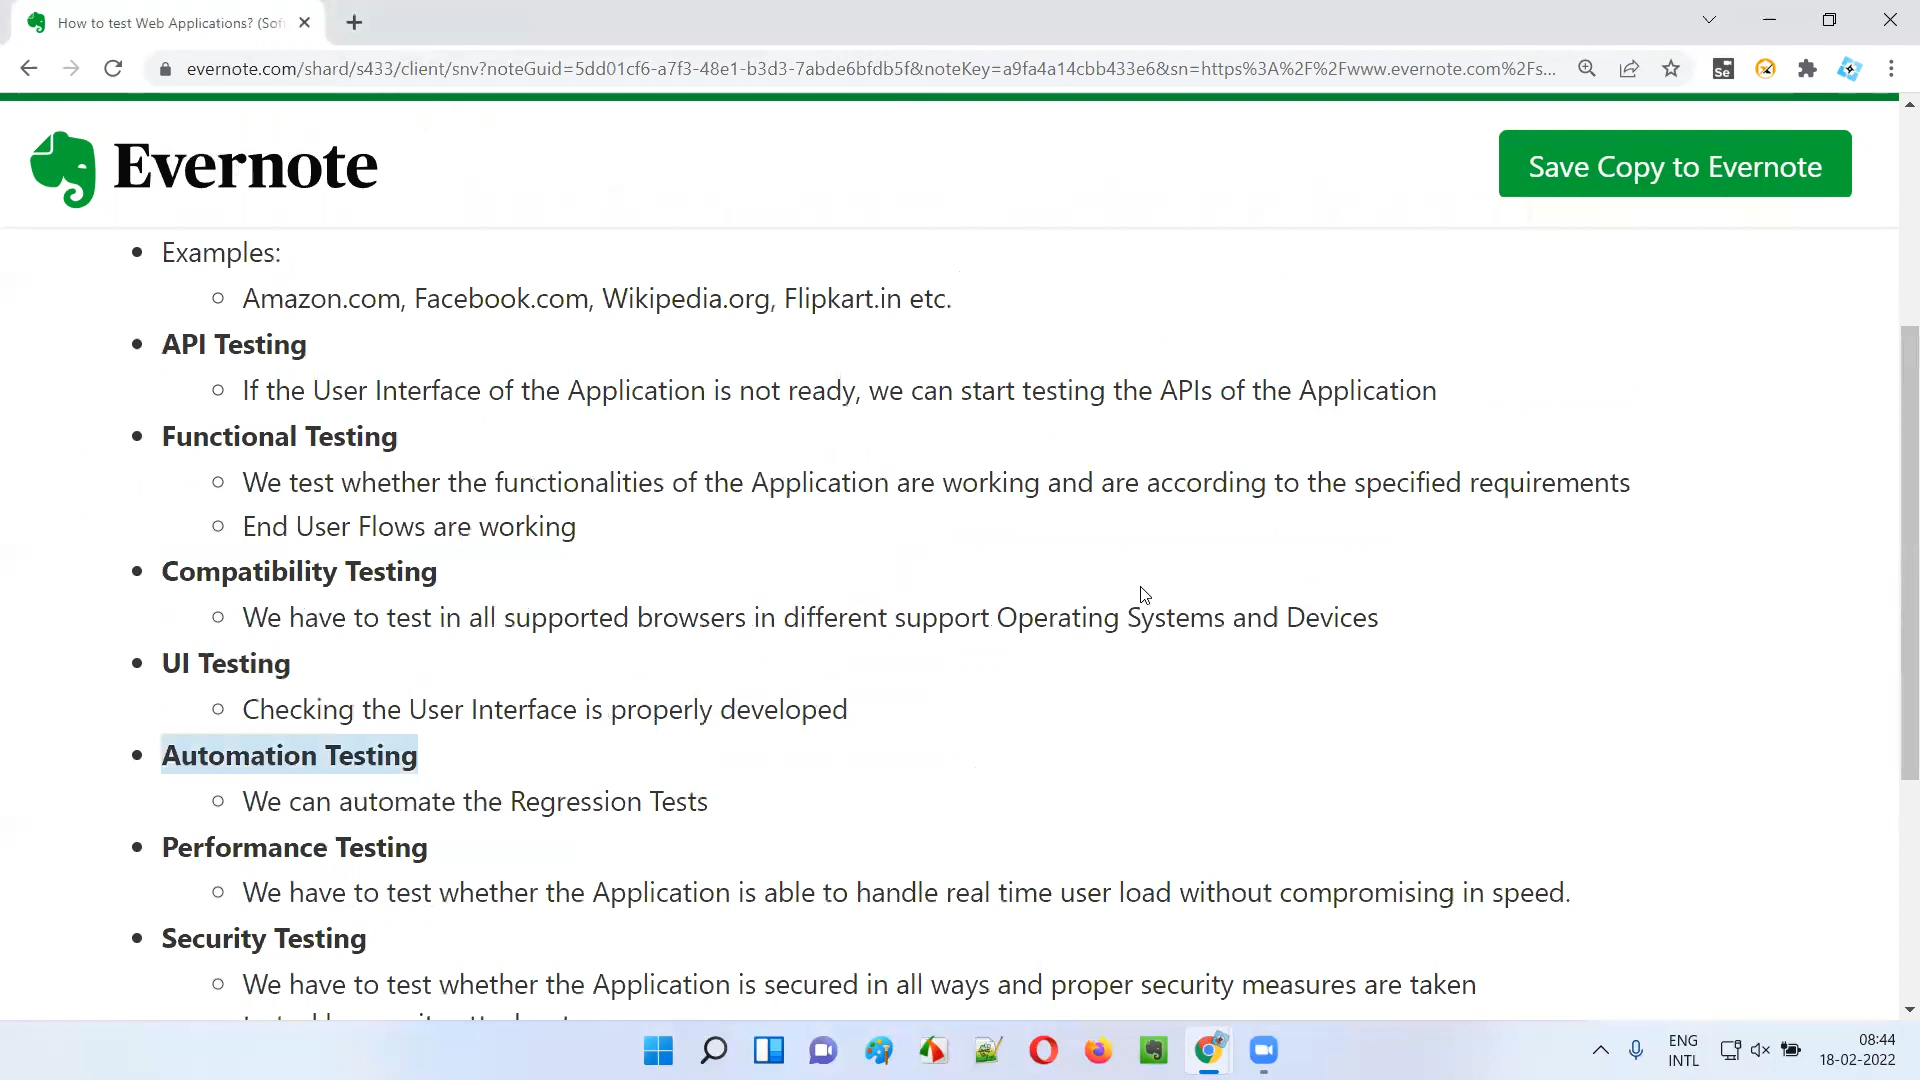 How to test Web Applications? (Sof
evernote.com/shard/s433/client/snv?noteGuid=5dd01cf6-a7f3-48e1-b3d3-7abde6bfdb5f&noteKey=a9fa4a14cbb433e6&sn=https%3A%2F%2Fwww.evernote.com%2Fs...
Se
Evernote
Save Copy to Evernote
Examples:
Amazon.com, Facebook.com, Wikipedia.org, Flipkart.in etc.
API Testing
If the User Interface of the Application is not ready, we can start testing the APIs of the Application
Functional Testing
We test whether the functionalities of the Application are working and are according to the specified requirements
End User Flows are working
Compatibility Testing
We have to test in all supported browsers in different support Operating Systems and Devices
UI Testing
Checking the User Interface is properly developed
Automation Testing
We can automate the Regression Tests
Performance Testing
We have to test whether the Application is able to handle real time user load without compromising in speed.
Security Testing
We have to test whether the Application is secured in all ways and proper security measures are taken
ENG
INTL
08:44
18-02-2022